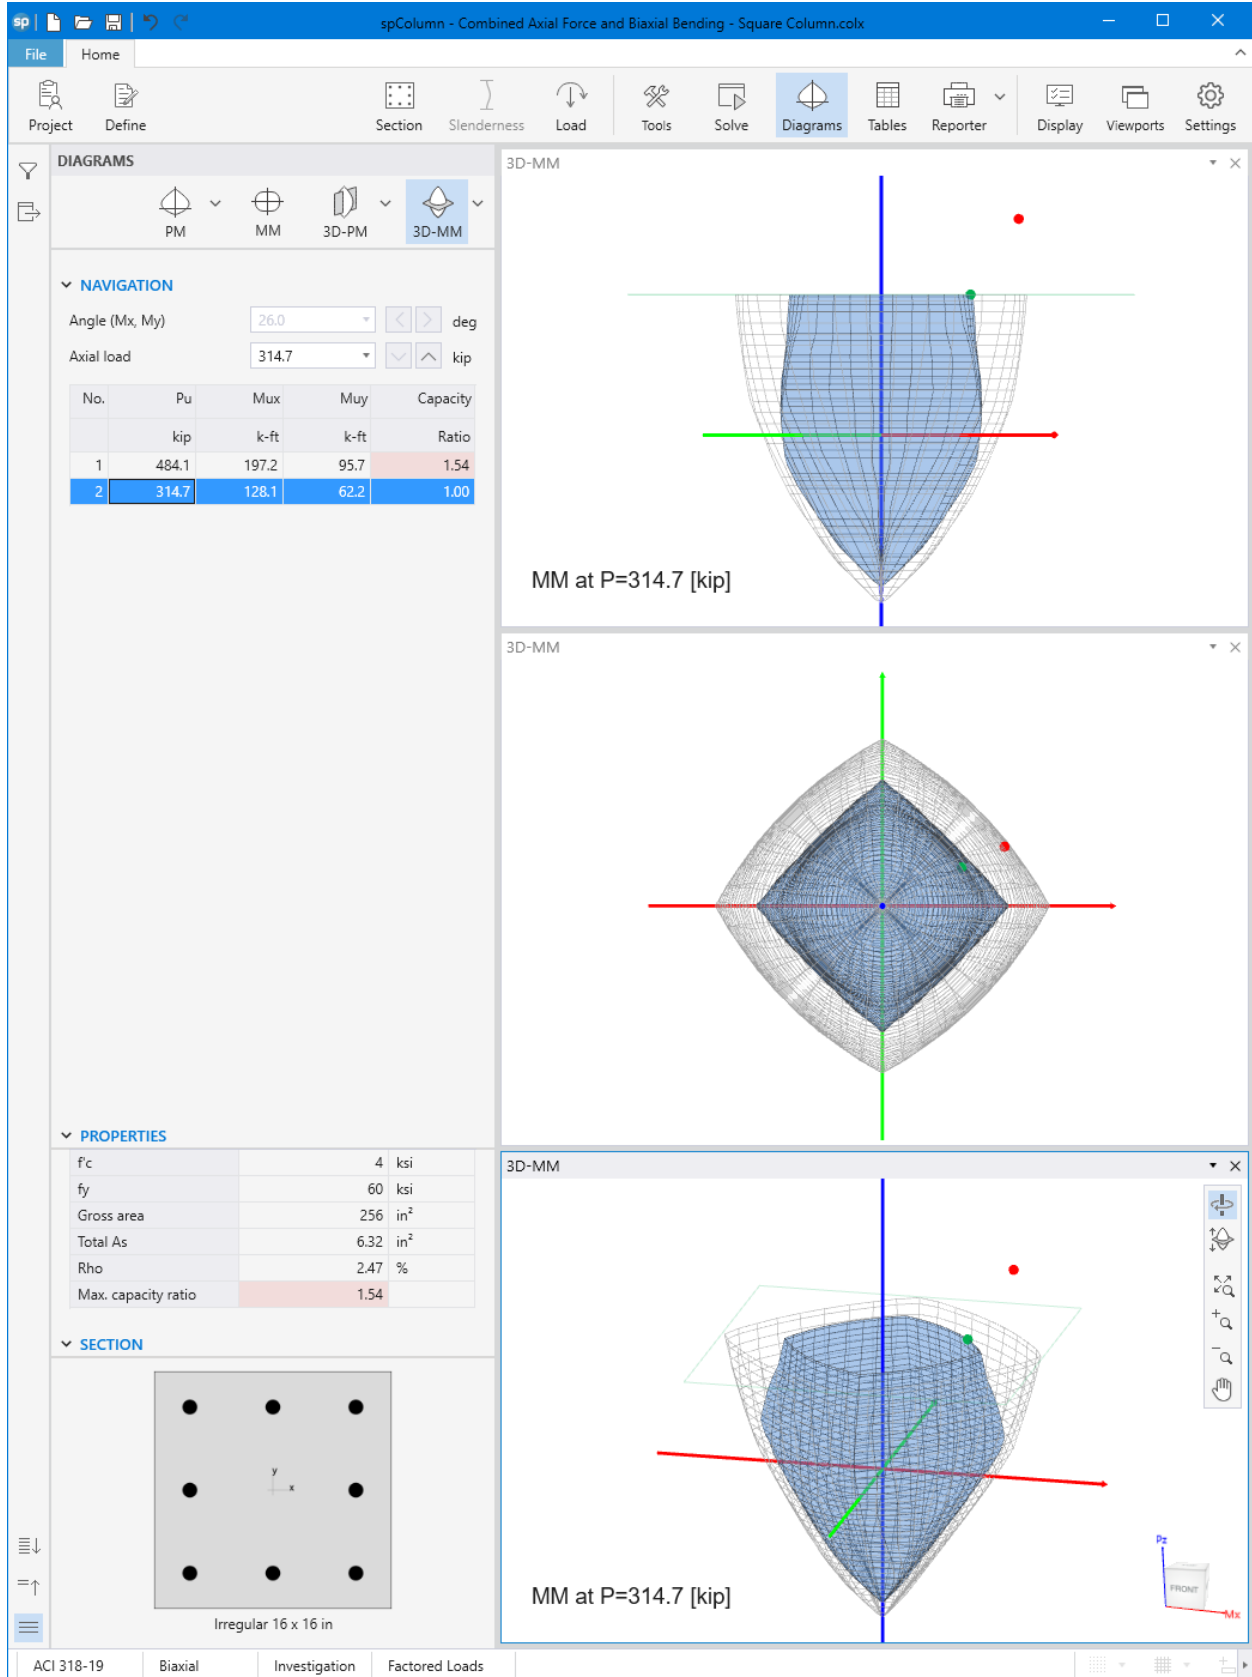 sp spColumn - Combined Axial Force and Biaxial Bending - Square Column.colx
File Home
Project Define Section Slenderness Load Tools Solve Diagrams Tables Reporter Display Viewports Settings
DIAGRAMS
PM MM 3D-PM 3D-MM
NAVIGATION
Angle (Mx, My) 26.0 deg
Axial load 314.7 kip
No. Pu Mux Muy Capacity
kip k-ft k-ft Ratio
1 484.1 197.2 95.7 1.54
2 314.7 128.1 62.2 1.00
PROPERTIES
f'c 4 ksi
fy 60 ksi
Gross area 256 in²
Total As 6.32 in²
Rho 2.47 %
Max. capacity ratio 1.54
SECTION
y
x
Irregular 16 x 16 in
3D-MM
MM at P=314.7 [kip]
3D-MM
3D-MM
MM at P=314.7 [kip]
Pz
FRONT
Mx
ACI 318-19 Biaxial Investigation Factored Loads